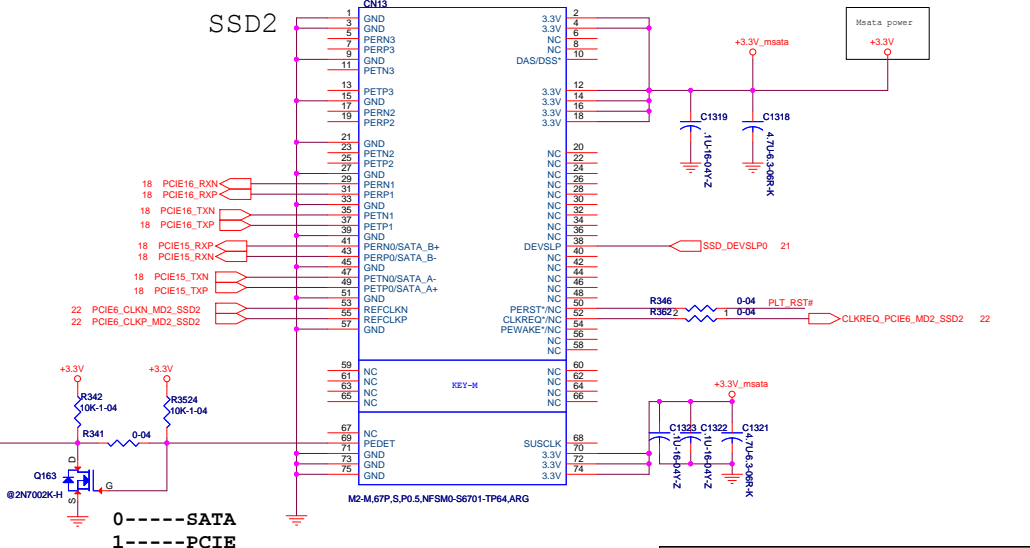 CN13
SSD2
1 GND 3.3V 2
3 GND 3.3V 4
5 PERN3 NC 6
7 PERP3 NC 8
9 GND DAS/DSS* 10
11 PETN3
13 PETP3 3.3V 12
15 GND 3.3V 14
17 PERN2 3.3V 16
19 PERP2 3.3V 18
21 GND NC 20
23 PETN2 NC 22
25 PETP2 NC 24
27 GND NC 26
29 PERN1 NC 28
31 PERP1 NC 30
33 GND NC 32
35 PETN1 NC 34
37 PETP1 NC 36
39 GND DEVSLP 38
41 PERN0/SATA_B+ NC 40
43 PERP0/SATA_B- NC 42
45 GND NC 44
47 PETN0/SATA_A- NC 46
49 PETP0/SATA_A+ NC 48
51 GND PERST*/NC 50
53 REFCLKN CLKREQ*/NC 52
55 REFCLKP PEWAKE*/NC 54
57 GND NC 56
NC 58
59 NC NC 60
61 NC NC 62
63 NC NC 64
65 NC NC 66
KEY-M
67 NC SUSCLK 68
69 PEDET 3.3V 70
71 GND 3.3V 72
73 GND 3.3V 74
75 GND
M2-M,67P,S,P0.5,NFSM0-S6701-TP64,ARG
18 PCIE16_RXN
18 PCIE16_RXP
18 PCIE16_TXN
18 PCIE16_TXP
18 PCIE15_RXP
18 PCIE15_RXN
18 PCIE15_TXN
18 PCIE15_TXP
22 PCIE6_CLKN_MD2_SSD2
22 PCIE6_CLKP_MD2_SSD2
Msata power
+3.3V
+3.3V_msata
C1319
.1U-16-04Y-Z
C1318
4.7U-6.3-06R-K
SSD_DEVSLP0 21
R346 0-04 PLT_RST#
R362 2 1 0-04 CLKREQ_PCIE6_MD2_SSD2 22
+3.3V_msata
C1323
.1U-16-04Y-Z
C1322
.1U-16-04Y-Z
C1321
4.7U-6.3-06R-K
+3.3V +3.3V
R342
10K-1-04
R3524
10K-1-04
R341 0-04
D
Q163
G
@2N7002K-H
S
0-----SATA
1-----PCIE